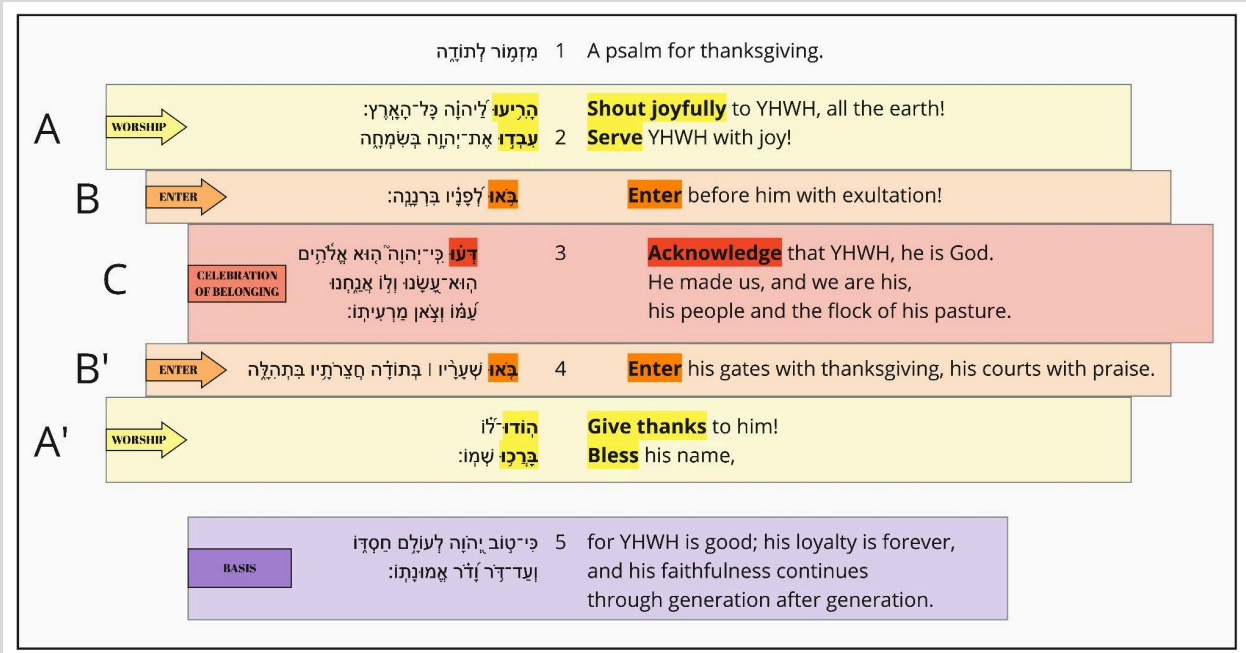 מִזְמ֥וֹר לְתוֹדָ֑ה 1 A psalm for thanksgiving.
A
WORSHIP
הָרִ֥יעוּ לַ֝יהוָ֗ה כָּל־הָאָֽרֶץ׃ Shout joyfully to YHWH, all the earth!
עִבְד֣וּ אֶת־יְהוָ֣ה בְּשִׂמְחָ֑ה 2 Serve YHWH with joy!
B
ENTER
בֹּ֥אוּ לְ֝פָנָ֗יו בִּרְנָנָֽה׃ Enter before him with exultation!
C
CELEBRATION
OF BELONGING
דְּע֗וּ כִּֽי־יְהוָה֮ ה֤וּא אֱלֹ֫הִ֥ים 3 Acknowledge that YHWH, he is God.
הֽוּא־עָ֭שָׂנוּ וְל֣וֹ אֲנַ֑חְנוּ He made us, and we are his,
עַ֝מּ֗וֹ וְצֹ֣אן מַרְעִיתֽוֹ׃ his people and the flock of his pasture.
B'
ENTER
בֹּ֤אוּ שְׁעָרָ֨יו ׀ בְּתוֹדָ֗ה חֲצֵרֹתָ֥יו בִּתְהִלָּ֑ה 4 Enter his gates with thanksgiving, his courts with praise.
A'
WORSHIP
הֽוֹדוּ־ל֝֗וֹ Give thanks to him!
בָּרֲכ֥וּ שְׁמֽוֹ׃ Bless his name,
BASIS
כִּי־ט֣וֹב יְ֭הוָה לְעוֹלָ֣ם חַסְדּ֑וֹ 5 for YHWH is good; his loyalty is forever,
וְעַד־דֹּ֥ר וָ֝דֹ֗ר אֱמוּנָתֽוֹ׃ and his faithfulness continues
through generation after generation.